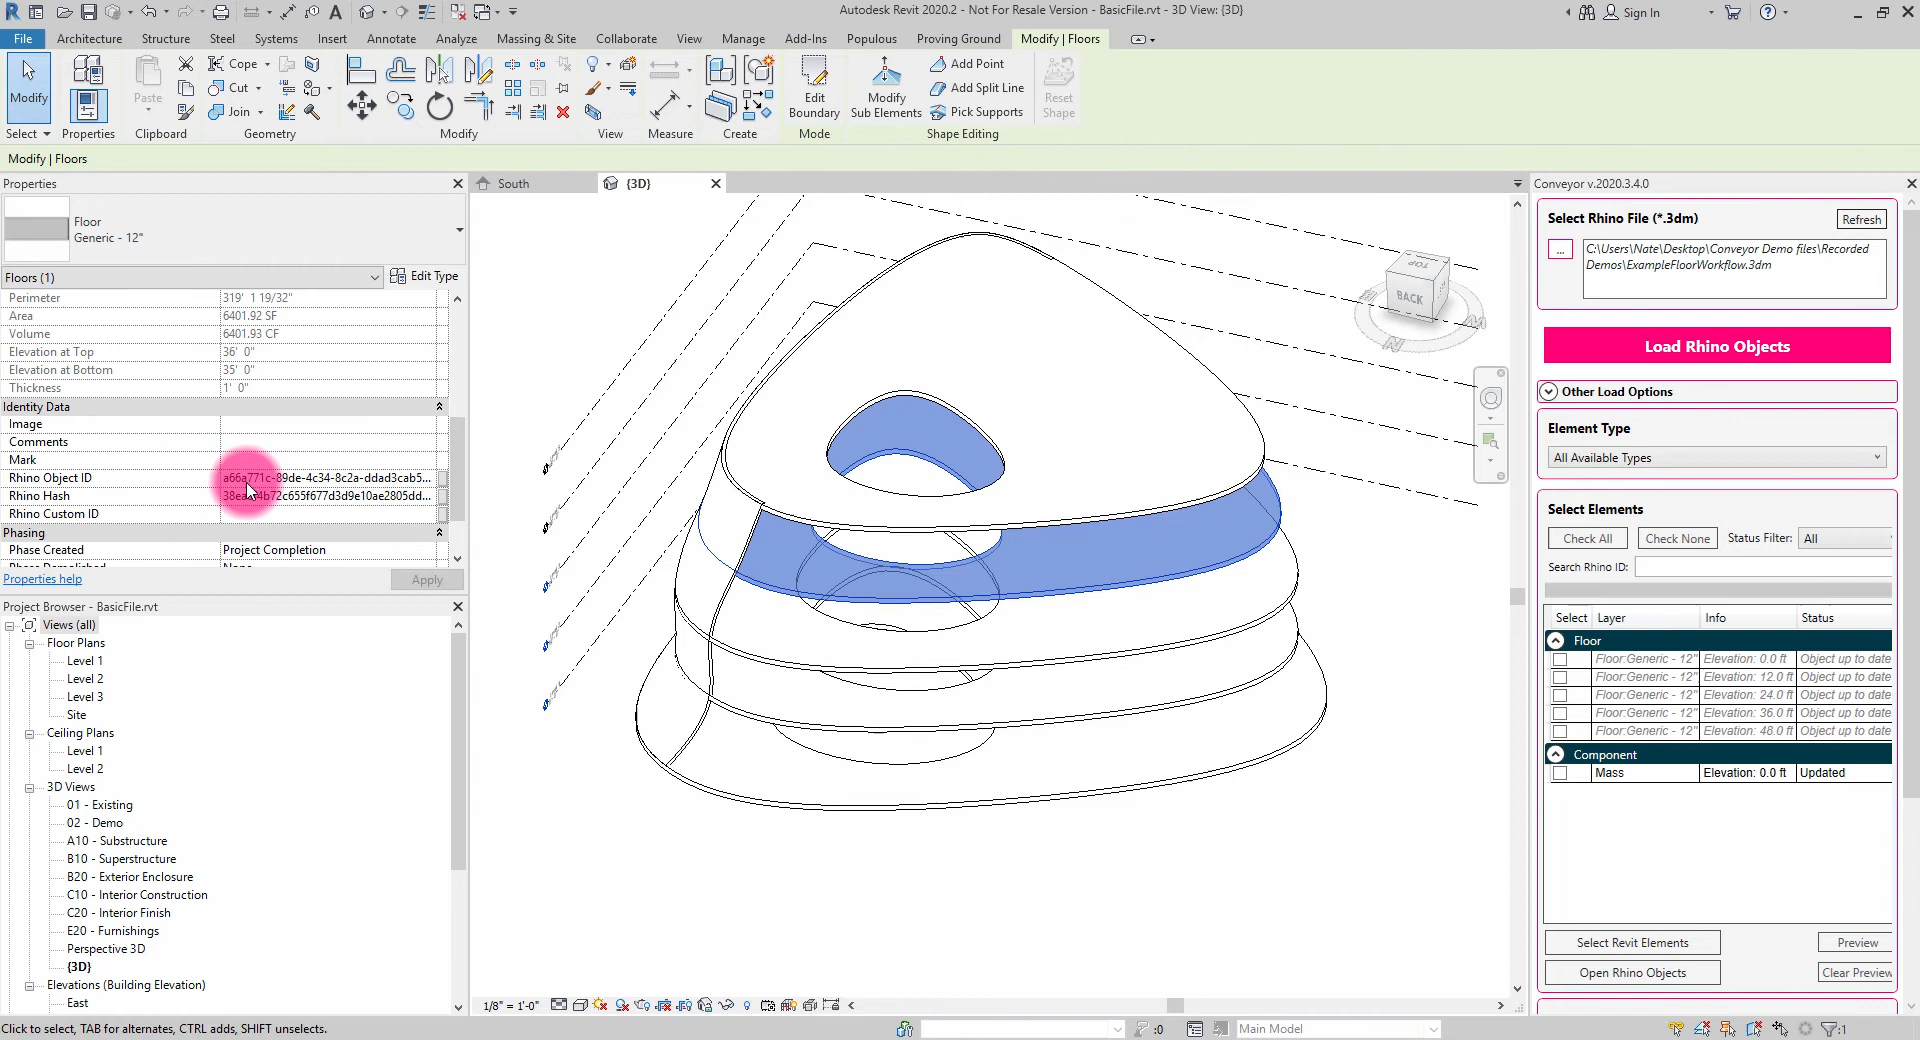 Autodesk Revit 2020.2 - Not For Resale Version - BasicFile.rvt - 3D View: {3D}
Sign In
File Architecture Structure Steel Systems Insert Annotate Analyze Massing & Site Collaborate View Manage Add-Ins Populous Proving Ground Modify | Floors
Modify
Select
Properties
Paste
Clipboard
Cope
Cut
Join
Geometry
Modify
View
Measure
Create
Edit
Boundary
Mode
Modify
Sub Elements
Add Point
Add Split Line
Pick Supports
Shape Editing
Reset
Shape
Modify | Floors
Properties
Floor
Generic - 12"
Floors (1)
Edit Type
Perimeter 319' 1 19/32"
Area 6401.92 SF
Volume 6401.93 CF
Elevation at Top 36' 0"
Elevation at Bottom 35' 0"
Thickness 1' 0"
Identity Data
Image
Comments
Mark
Rhino Object ID a66a771c-89de-4c34-8c2a-ddad3cab5...
Rhino Hash
Rhino Custom ID
Phasing
Phase Created Project Completion
Properties help
Apply
Project Browser - BasicFile.rvt
Views (all)
Floor Plans
Level 1
Level 2
Level 3
Site
Ceiling Plans
Level 1
Level 2
3D Views
01 - Existing
02 - Demo
A10 - Substructure
B10 - Superstructure
B20 - Exterior Enclosure
C10 - Interior Construction
C20 - Interior Finish
E20 - Furnishings
Perspective 3D
{3D}
Elevations (Building Elevation)
East
South
{3D}
TOP
BACK
1/8" = 1'-0"
Conveyor v.2020.3.4.0
Select Rhino File (*.3dm)
Refresh
...
C:\Users\Nate\Desktop\Conveyor Demo files\Recorded
Demos\ExampleFloorWorkflow.3dm
Load Rhino Objects
Other Load Options
Element Type
All Available Types
Select Elements
Check All
Check None
Status Filter: All
Search Rhino ID:
Select Layer Info Status
Floor
Floor:Generic - 12" Elevation: 0.0 ft Object up to date
Floor:Generic - 12" Elevation: 12.0 ft Object up to date
Floor:Generic - 12" Elevation: 24.0 ft Object up to date
Floor:Generic - 12" Elevation: 36.0 ft Object up to date
Floor:Generic - 12" Elevation: 48.0 ft Object up to date
Component
Mass Elevation: 0.0 ft Updated
Select Revit Elements
Preview
Open Rhino Objects
Clear Preview
Click to select, TAB for alternates, CTRL adds, SHIFT unselects.
:0
Main Model
:1